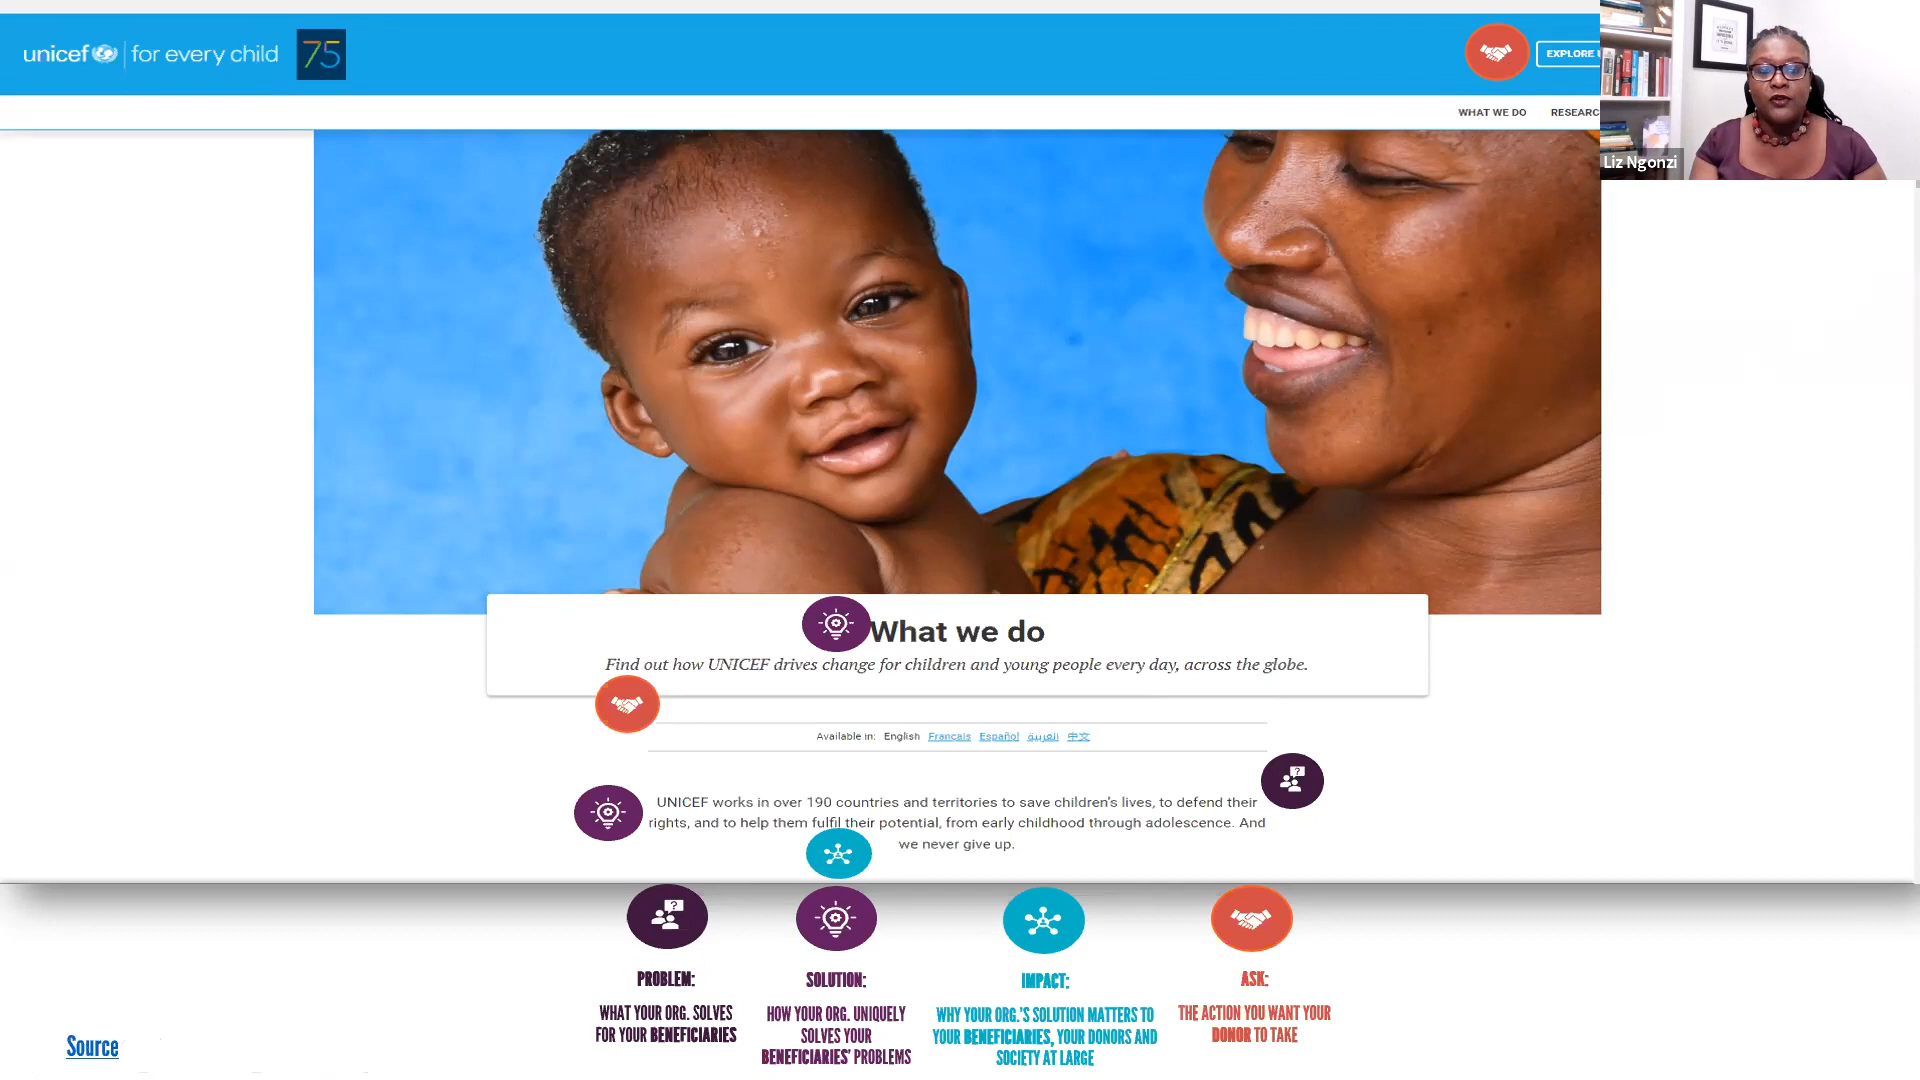 unicef for every child 75
EXPLORE
WHAT WE DO RESEARC
Liz Ngonzi
What we do
Find out how UNICEF drives change for children and young people every day, across the globe.
Available in: English Français Español العربية 中文
UNICEF works in over 190 countries and territories to save children's lives, to defend their
rights, and to help them fulfil their potential, from early childhood through adolescence. And
we never give up.
PROBLEM:
WHAT YOUR ORG. SOLVES
FOR YOUR BENEFICIARIES
SOLUTION:
HOW YOUR ORG. UNIQUELY
SOLVES YOUR
BENEFICIARIES' PROBLEMS
IMPACT:
WHY YOUR ORG.'S SOLUTION MATTERS TO
YOUR BENEFICIARIES, YOUR DONORS AND
SOCIETY AT LARGE
ASK:
THE ACTION YOU WANT YOUR
DONOR TO TAKE
Source